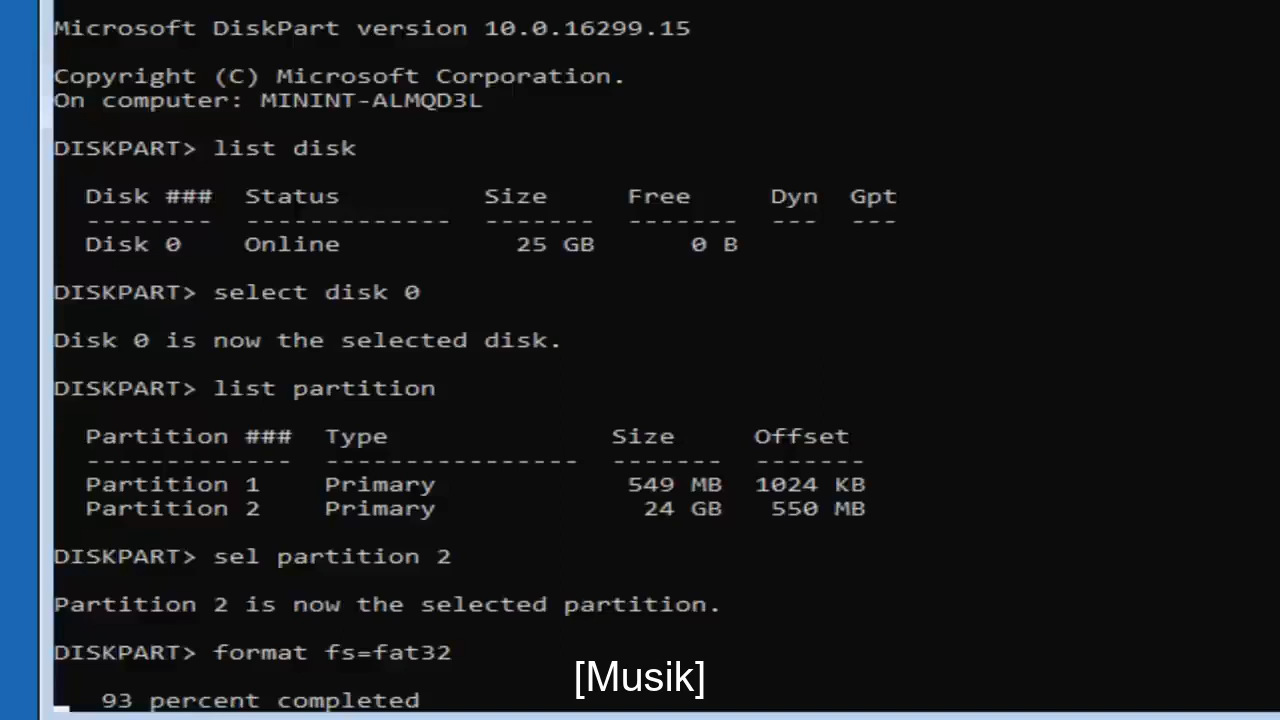 Microsoft DiskPart version 10.0.16299.15
Copyright (C) Microsoft Corporation.
On computer: MININT-ALMQD3L
DISKPART> list disk
Disk ###  Status         Size     Free     Dyn  Gpt
--------  -------------  -------  -------  ---  ---
Disk 0    Online           25 GB      0 B
DISKPART> select disk 0
Disk 0 is now the selected disk.
DISKPART> list partition
Partition ###  Type              Size     Offset
-------------  ----------------  -------  -------
Partition 1    Primary            549 MB  1024 KB
Partition 2    Primary             24 GB   550 MB
DISKPART> sel partition 2
Partition 2 is now the selected partition.
DISKPART> format fs=fat32
[Musik]
93 percent completed